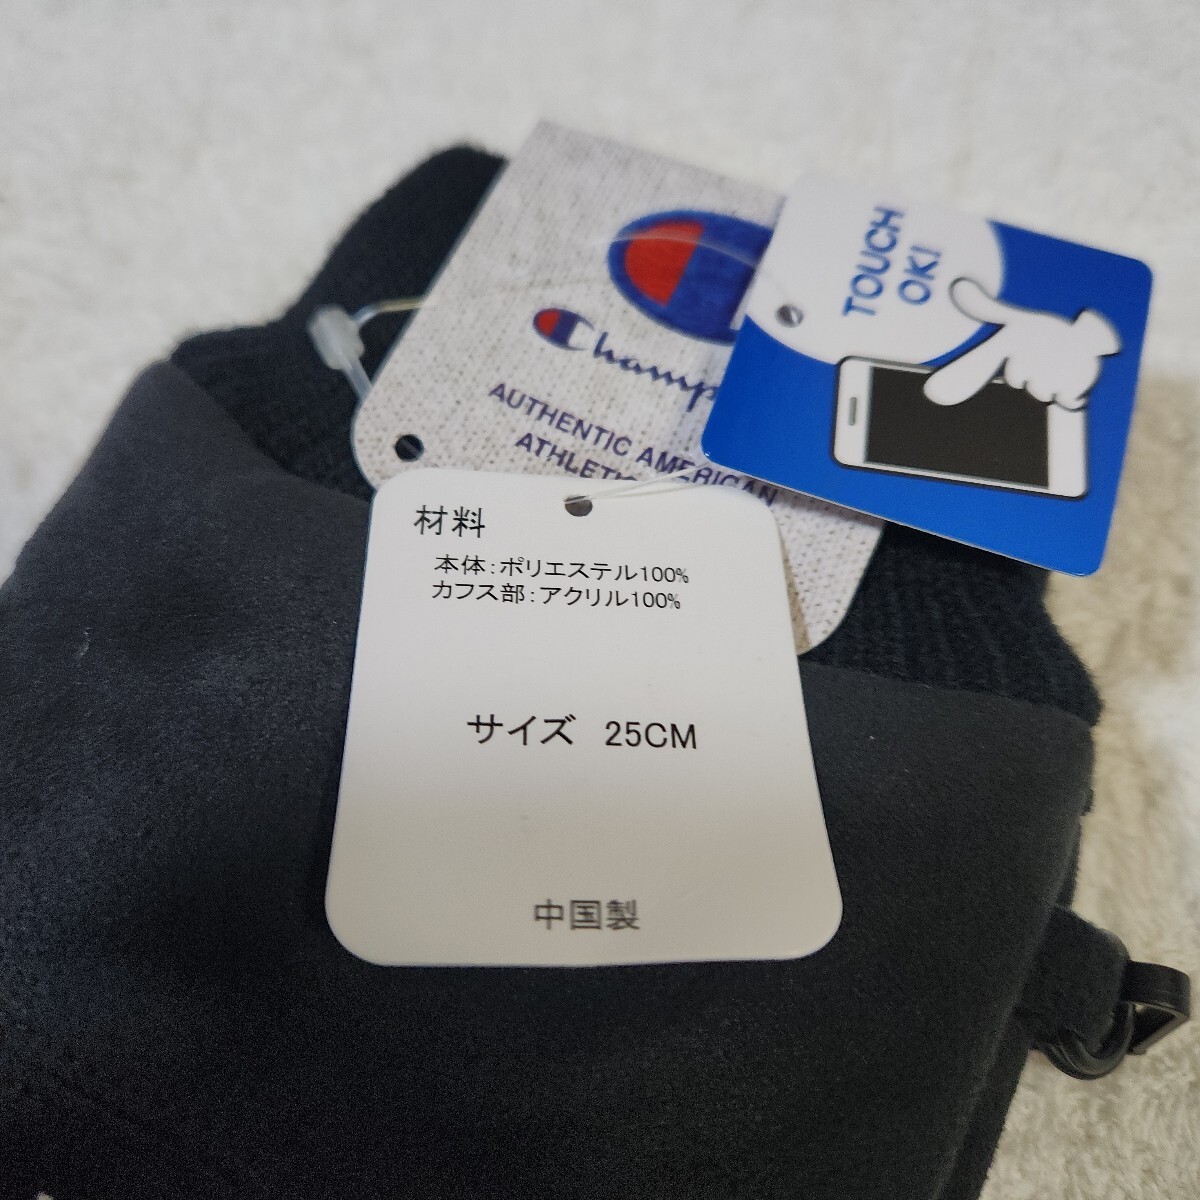 Champ
AUTHENTIC AMERICAN
ATHLETIC
TOUCH
OK!
材料
本体：ポリエステル100%
カフス部：アクリル100%
サイズ 25CM
中国製